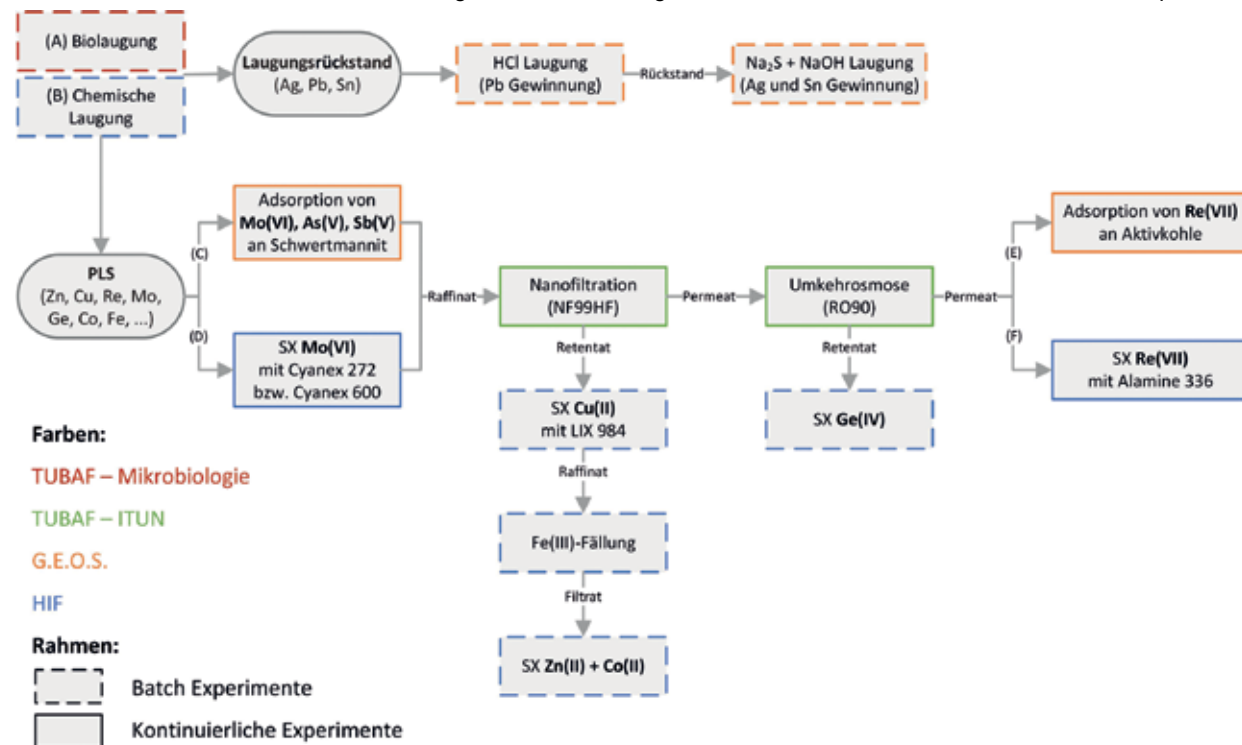 (A) Biolaugung
(B) Chemische
Laugung
Laugungsrückstand
(Ag, Pb, Sn)
HCl Laugung
(Pb Gewinnung)
Rückstand
Na₂S + NaOH Laugung
(Ag und Sn Gewinnung)
PLS
(Zn, Cu, Re, Mo,
Ge, Co, Fe, ...)
(C)
(D)
Adsorption von
Mo(VI), As(V), Sb(V)
an Schwertmannit
SX Mo(VI)
mit Cyanex 272
bzw. Cyanex 600
Raffinat
Nanofiltration
(NF99HF)
Permeat
Umkehrosmose
(RO90)
Permeat
(E)
(F)
Adsorption von Re(VII)
an Aktivkohle
SX Re(VII)
mit Alamine 336
Retentat
SX Cu(II)
mit LIX 984
Raffinat
Fe(III)-Fällung
Filtrat
SX Zn(II) + Co(II)
Retentat
SX Ge(IV)
Farben:
TUBAF – Mikrobiologie
TUBAF – ITUN
G.E.O.S.
HIF
Rahmen:
Batch Experimente
Kontinuierliche Experimente